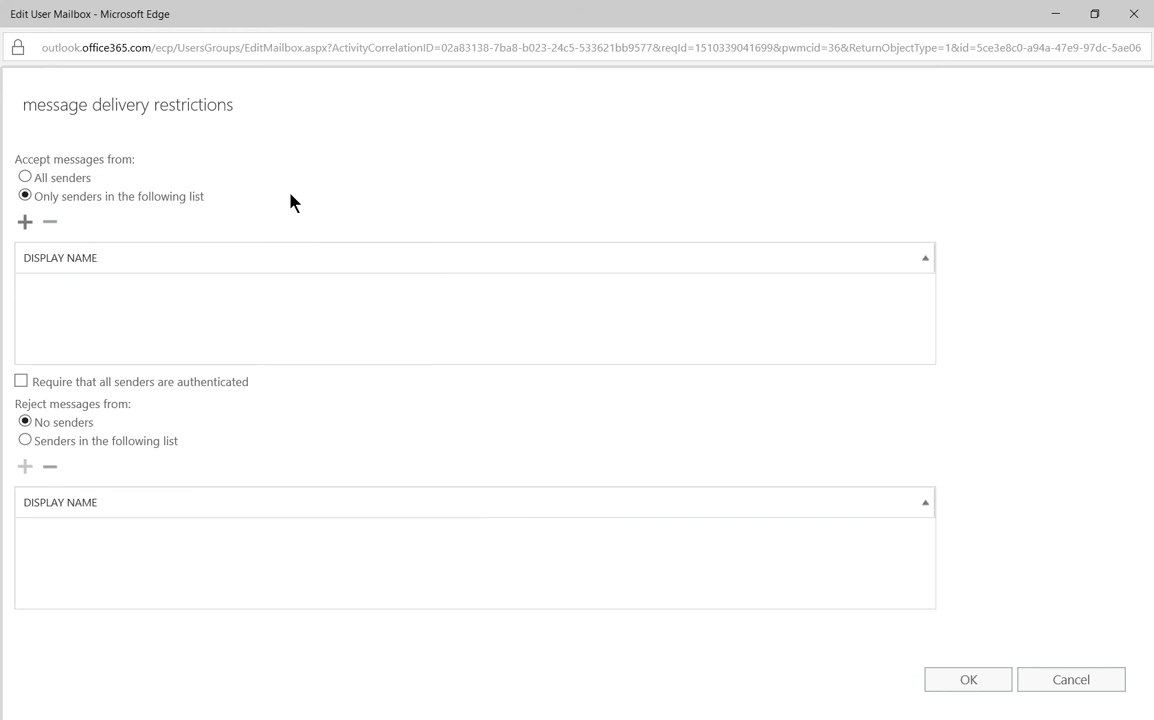 Edit User Mailbox - Microsoft Edge
outlook.office365.com/ecp/UsersGroups/EditMailbox.aspx?ActivityCorrelationID=02a83138-7ba8-b023-24c5-533621bb9577&reqId=1510339041699&pwmcid=36&ReturnObjectType=1&id=5ce3e8c0-a94a-47e9-97dc-5ae06
message delivery restrictions
Accept messages from:
All senders
Only senders in the following list
DISPLAY NAME
Require that all senders are authenticated
Reject messages from:
No senders
Senders in the following list
DISPLAY NAME
OK Cancel